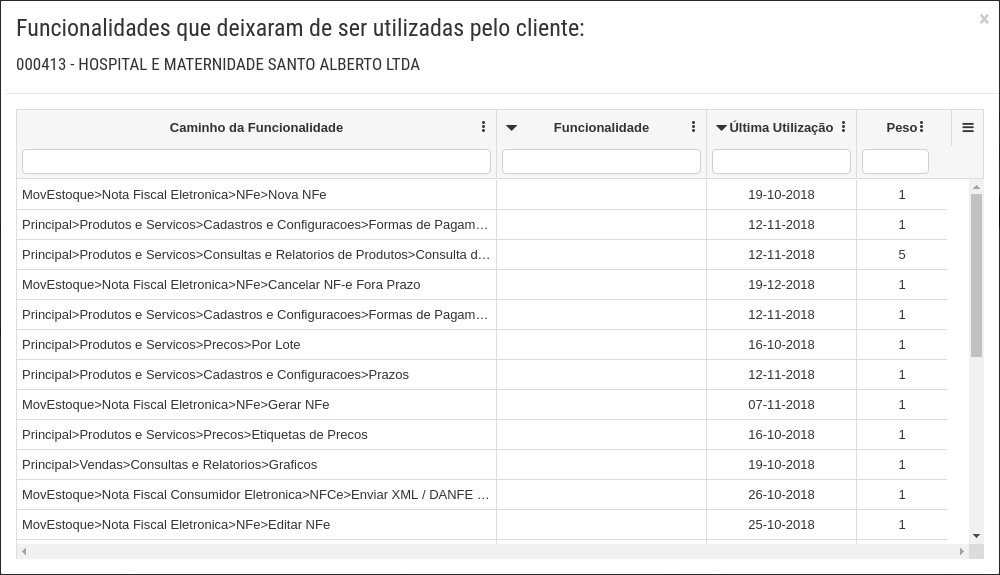 Funcionalidades que deixaram de ser utilizadas pelo cliente:
×
000413 - HOSPITAL E MATERNIDADE SANTO ALBERTO LTDA
Caminho da Funcionalidade Funcionalidade Última Utilização Peso
MovEstoque>Nota Fiscal Eletronica>NFe>Nova NFe 19-10-2018 1
Principal>Produtos e Servicos>Cadastros e Configuracoes>Formas de Pagam… 12-11-2018 1
Principal>Produtos e Servicos>Consultas e Relatorios de Produtos>Consulta d… 12-11-2018 5
MovEstoque>Nota Fiscal Eletronica>NFe>Cancelar NF-e Fora Prazo 19-12-2018 1
Principal>Produtos e Servicos>Cadastros e Configuracoes>Formas de Pagam… 12-11-2018 1
Principal>Produtos e Servicos>Precos>Por Lote 16-10-2018 1
Principal>Produtos e Servicos>Cadastros e Configuracoes>Prazos 12-11-2018 1
MovEstoque>Nota Fiscal Eletronica>NFe>Gerar NFe 07-11-2018 1
Principal>Produtos e Servicos>Precos>Etiquetas de Precos 16-10-2018 1
Principal>Vendas>Consultas e Relatorios>Graficos 19-10-2018 1
MovEstoque>Nota Fiscal Consumidor Eletronica>NFCe>Enviar XML / DANFE … 26-10-2018 1
MovEstoque>Nota Fiscal Eletronica>NFe>Editar NFe 25-10-2018 1